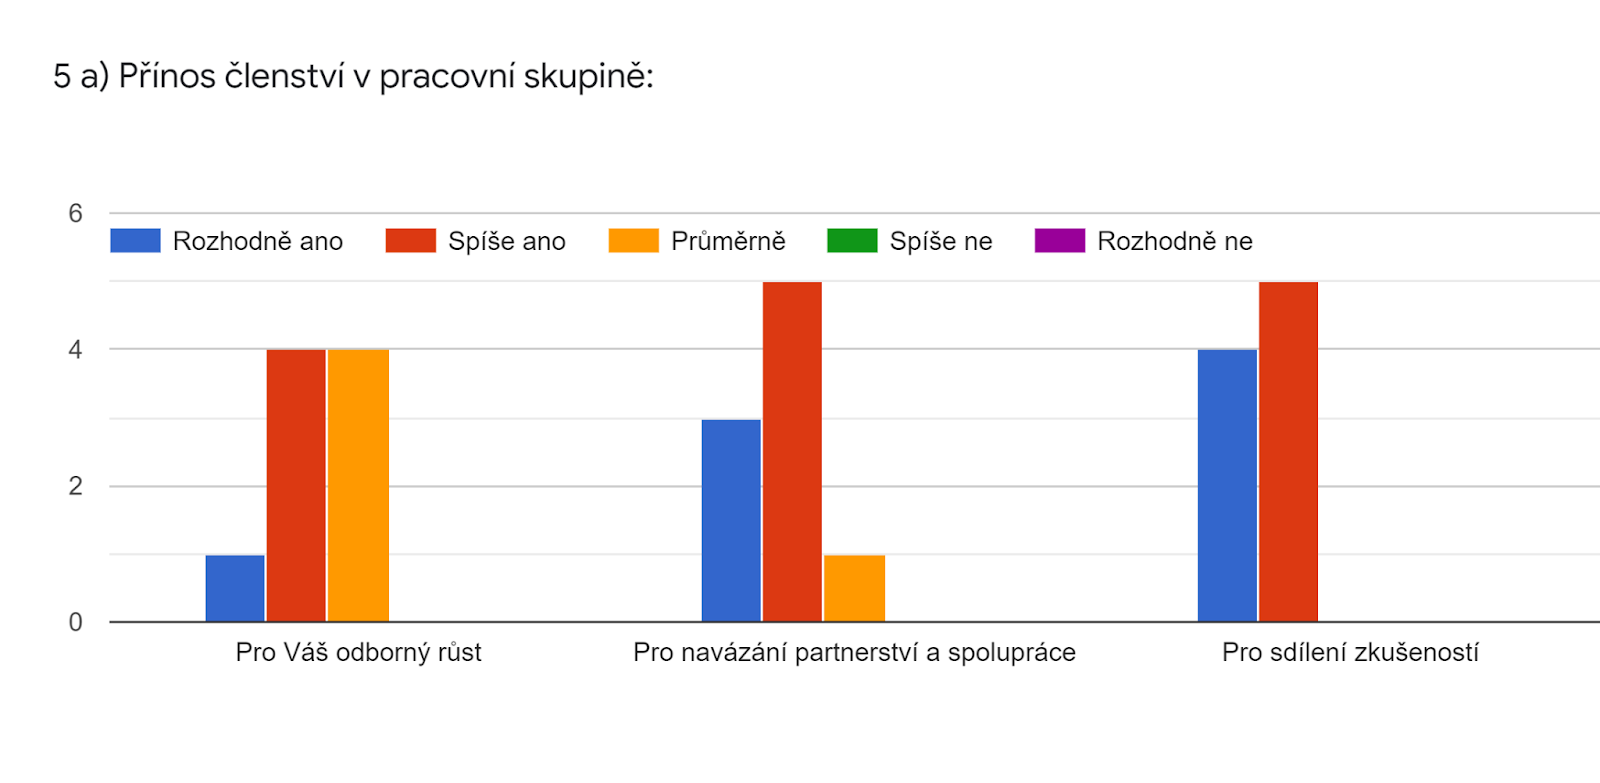 5 a) Přínos členství v pracovní skupině:
6
Rozhodně ano Spíše ano Průměrně Spíše ne Rozhodně ne
4
2
0
Pro Váš odborný růst Pro navázání partnerství a spolupráce Pro sdílení zkušeností